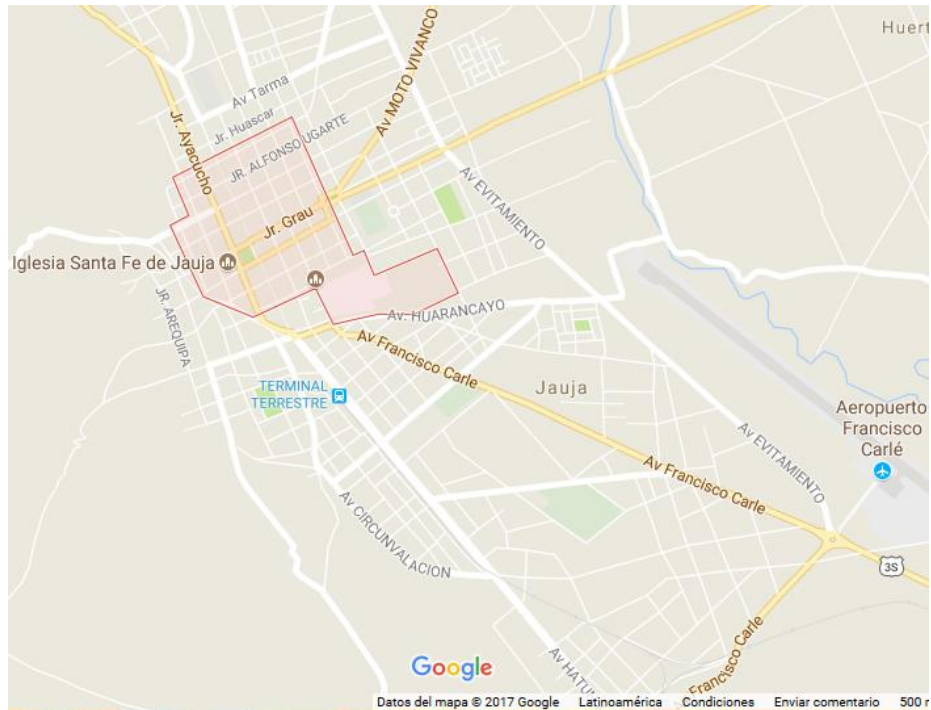 Huert
Av Tarma
Jr. Huascar
Jr. Ayacucho
JR. ALFONSO UGARTE
Av MOTO VIVANCO
Jr. Grau
Av EVITAMIENTO
Iglesia Santa Fe de Jauja
JR. AREQUIPA
Av. HUARANCAYO
Av Francisco Carle
TERMINAL
TERRESTRE
Jauja
Aeropuerto
Francisco
Carlé
Av EVITAMIENTO
Av Francisco Carle
Av CIRCUNVALACION
3S
Francisco Carle
Av HATU
Google
Datos del mapa © 2017 Google Latinoamérica Condiciones Enviar comentario 500 m